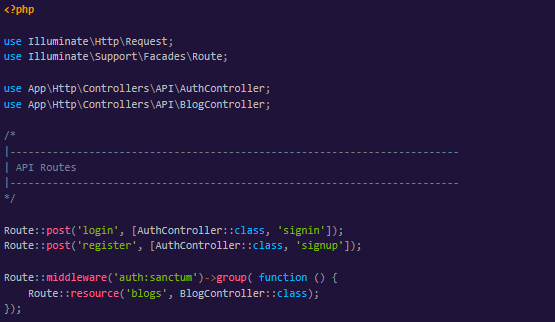 <?php
use Illuminate\Http\Request;
use Illuminate\Support\Facades\Route;
use App\Http\Controllers\API\AuthController;
use App\Http\Controllers\API\BlogController;
/*
|---------------------------------------------------------------------------
| API Routes
|---------------------------------------------------------------------------
*/
Route::post('login', [AuthController::class, 'signin']);
Route::post('register', [AuthController::class, 'signup']);
Route::middleware('auth:sanctum')->group( function () {
    Route::resource('blogs', BlogController::class);
});